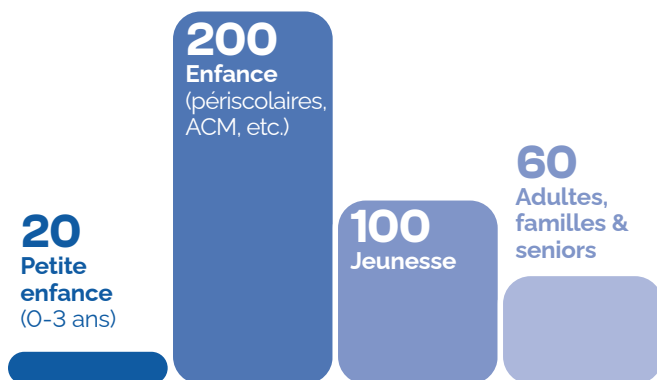 20
Petite
enfance
(0-3 ans)
200
Enfance
(périscolaires,
ACM, etc.)
100
Jeunesse
60
Adultes,
familles &
seniors